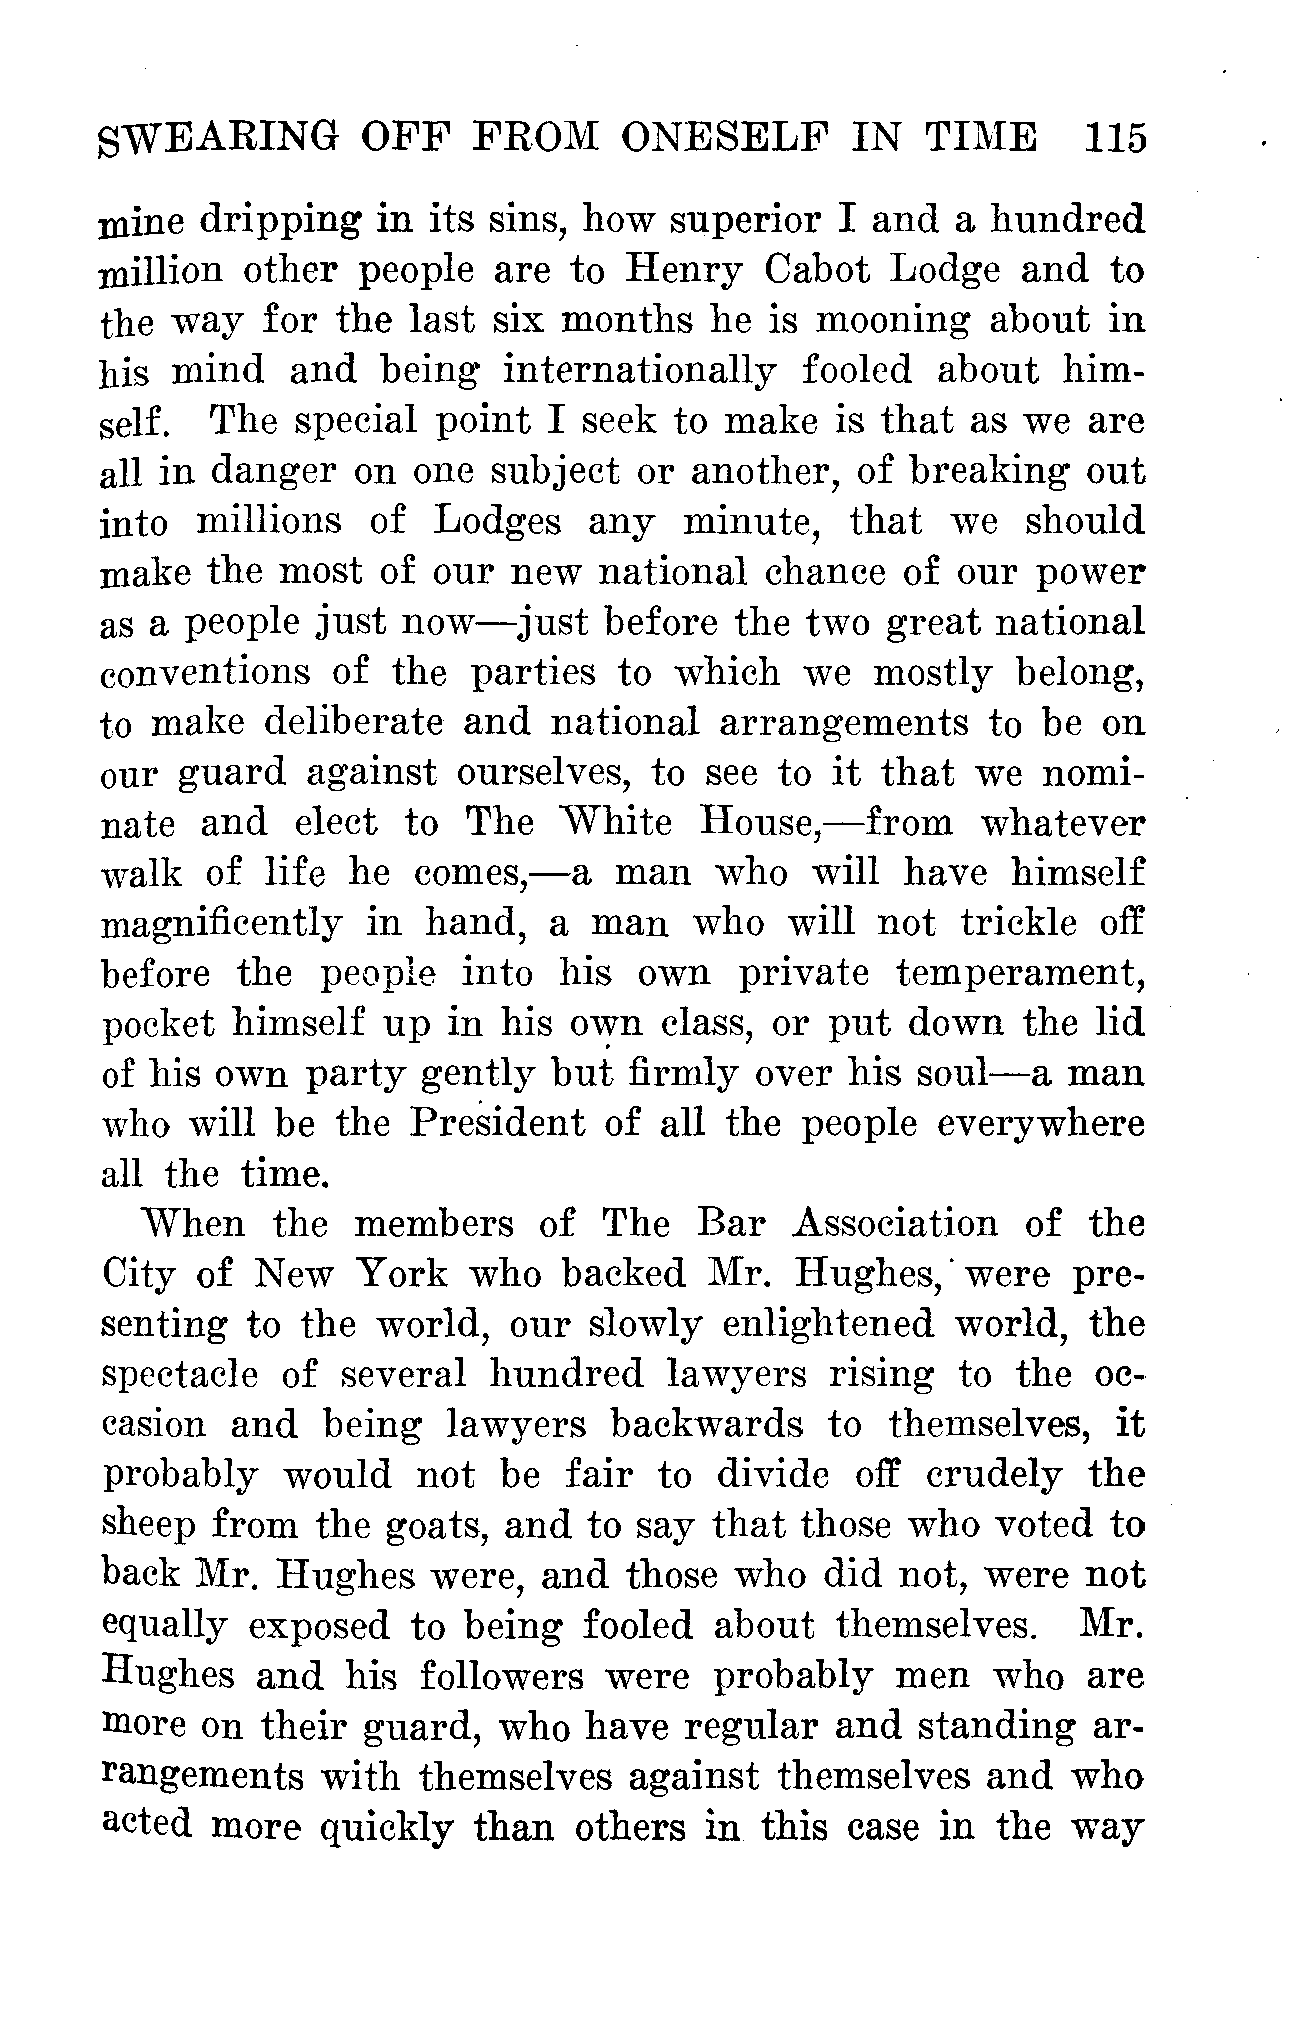 SWEARING OFF FROM ONESELF IN TIME 115
mine dripping in its sins, how superior I and a hundred
million other people are to Henry Cabot Lodge and to
the way for the last six months he is mooning about in
his mind and being internationally fooled about him-
self. The special point I seek to make is that as we are
all in danger on one subject or another, of breaking out
into millions of Lodges any minute, that we should
make the most of our new national chance of our power
as a people just now—just before the two great national
conventions of the parties to which we mostly belong,
to make deliberate and national arrangements to be on
our guard against ourselves, to see to it that we nomi-
nate and elect to The White House,—from whatever
walk of life he comes,—a man who will have himself
magnificently in hand, a man who will not trickle off
before the people into his own private temperament,
pocket himself up in his own class, or put down the lid
of his own party gently but firmly over his soul—a man
who will be the President of all the people everywhere
all the time.
When the members of The Bar Association of the
City of New York who backed Mr. Hughes, were pre-
senting to the world, our slowly enlightened world, the
spectacle of several hundred lawyers rising to the oc-
casion and being lawyers backwards to themselves, it
probably would not be fair to divide off crudely the
sheep from the goats, and to say that those who voted to
back Mr. Hughes were, and those who did not, were not
equally exposed to being fooled about themselves. Mr.
Hughes and his followers were probably men who are
more on their guard, who have regular and standing ar-
rangements with themselves against themselves and who
acted more quickly than others in this case in the way